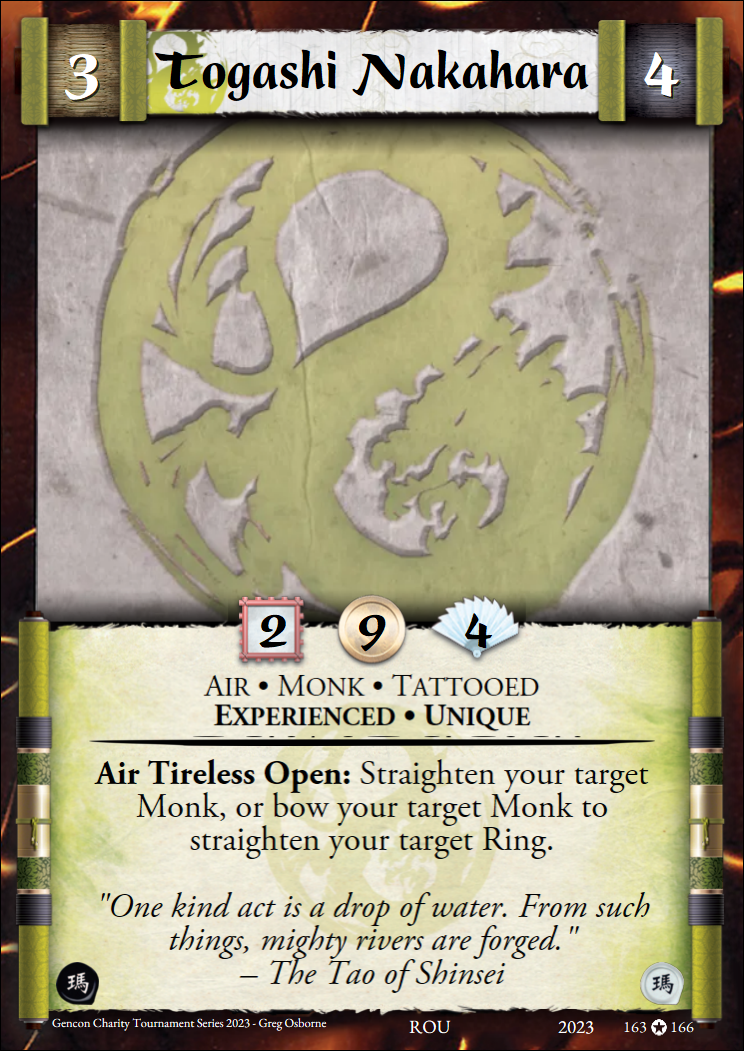 3 Togashi Nakahara 4
2 9 4
AIR • MONK • TATTOOED
EXPERIENCED • UNIQUE
Air Tireless Open: Straighten your target
Monk, or bow your target Monk to
straighten your target Ring.
"One kind act is a drop of water. From such
things, mighty rivers are forged."
– The Tao of Shinsei
瑪 瑪
Gencon Charity Tournament Series 2023 - Greg Osborne ROU 2023 163 166